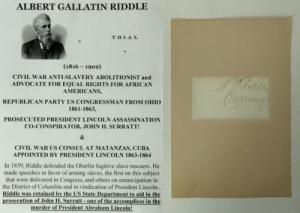 ALBERT GALLATIN RIDDLE
TRIAL
(1816 – 1902)
CIVIL WAR ANTI-SLAVERY ABOLITIONIST and
ADVOCATE FOR EQUAL RIGHTS FOR AFRICAN
AMERICANS,
REPUBLICAN PARTY US CONGRESSMAN FROM OHIO
1861-1863,
PROSECUTED PRESIDENT LINCOLN ASSASSINATION
CO-CONSPIRATOR, JOHN H. SURRATT!
&
CIVIL WAR US CONSUL AT MATANZAS, CUBA
APPOINTED BY PRESIDENT LINCOLN 1863-1864
In 1859, Riddle defended the Oberlin fugitive slave rescuers. He
made speeches in favor of arming slaves, the first on this subject
that were delivered in Congress, and others on emancipation in
the District of Columbia and in vindication of President Lincoln.
Riddle was retained by the US State Department to aid in the
prosecution of John H. Surratt - one of the accomplices in the
murder of President Abraham Lincoln!